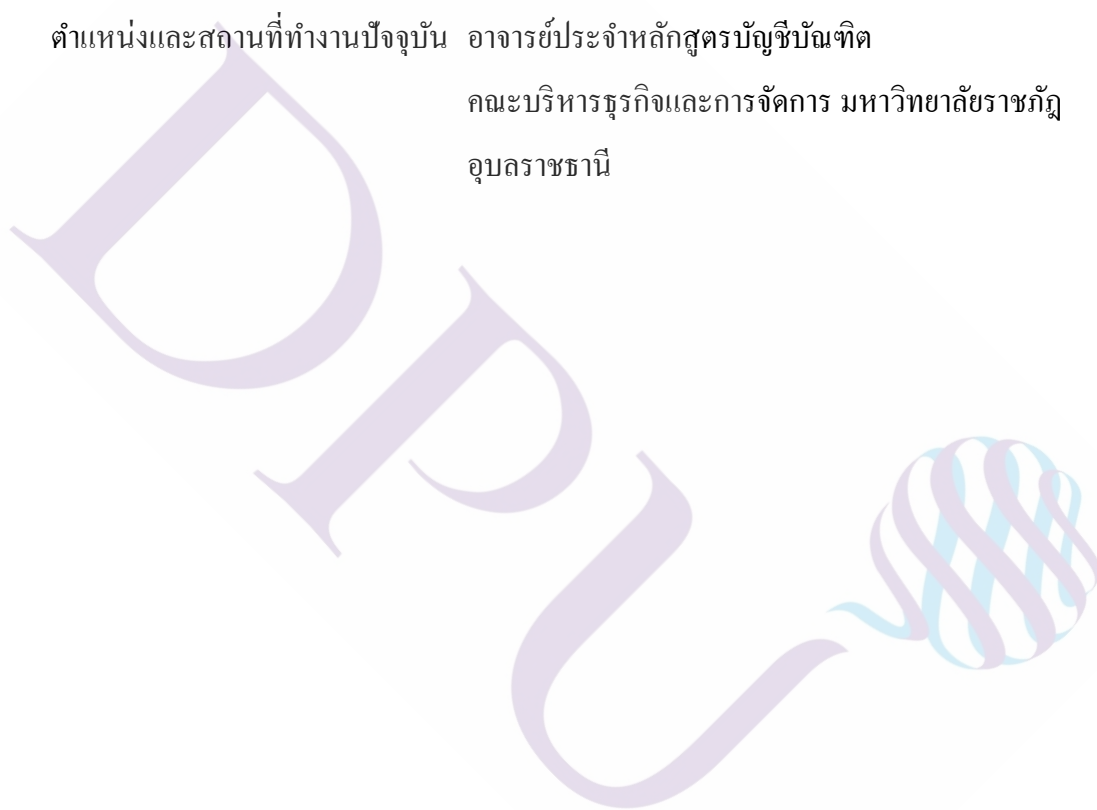 ตำแหน่งและสถานที่ทำงานปัจจุบัน อาจารย์ประจำหลักสูตรบัญชีบัณฑิต
คณะบริหารธุรกิจและการจัดการ มหาวิทยาลัยราชภัฏ
อุบลราชธานี
DPU